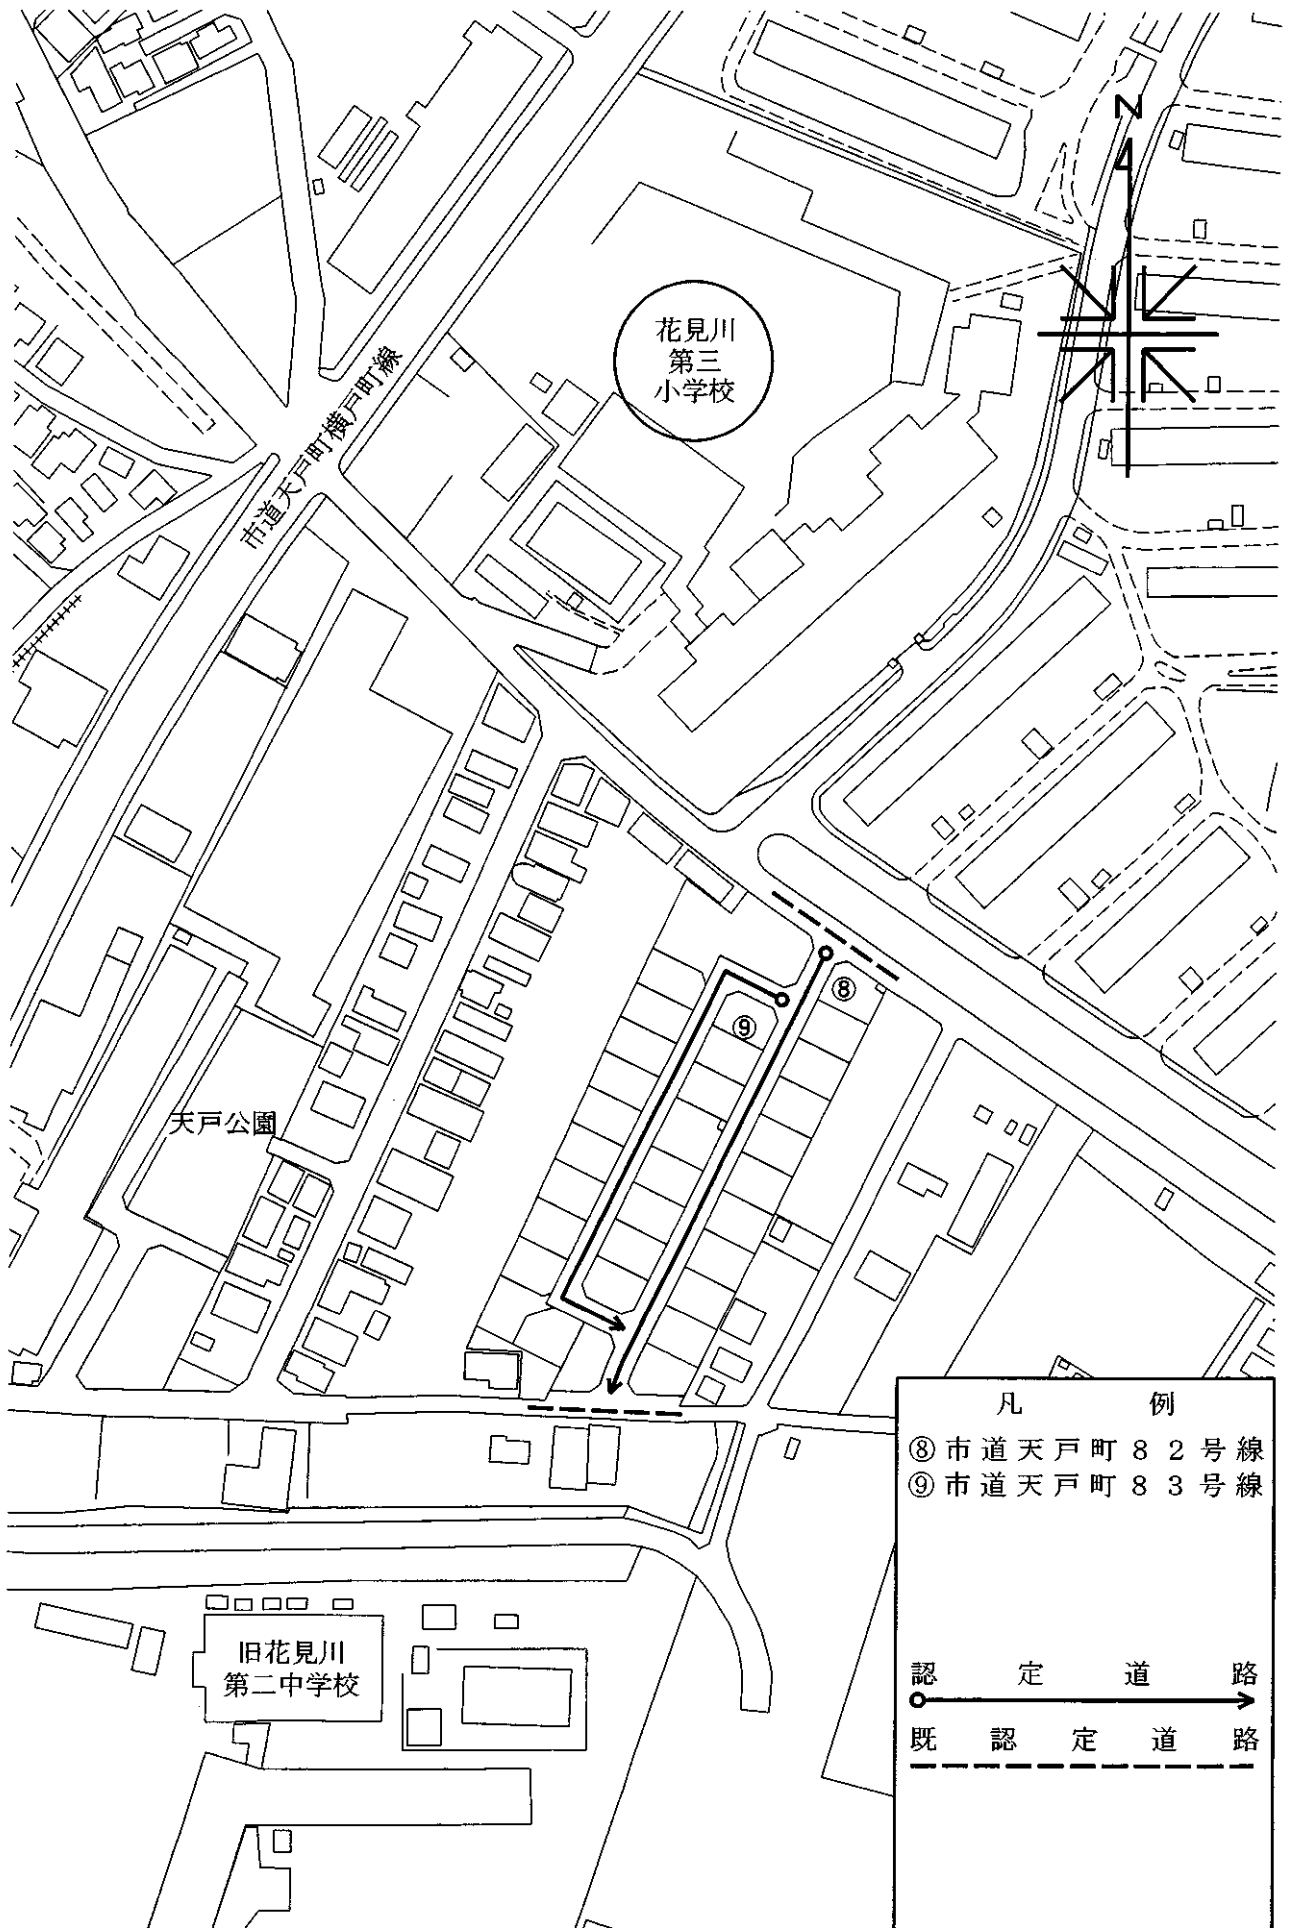 N
花見川
第三
小学校
市道天戸町横戸町線
⑧
⑨
天戸公園
凡例
⑧市道天戸町82号線
⑨市道天戸町83号線
認定道路
既認定道路
旧花見川
第二中学校